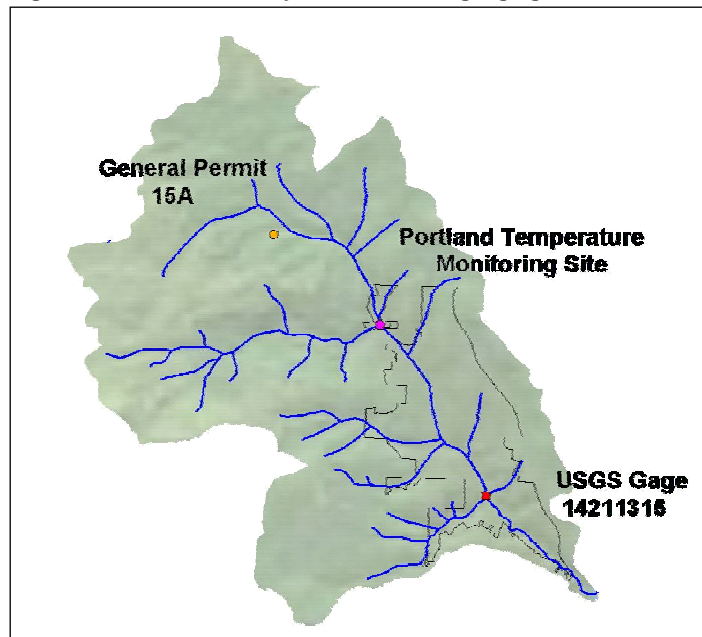 General Permit
15A
Portland Temperature
Monitoring Site
USGS Gage
14211315